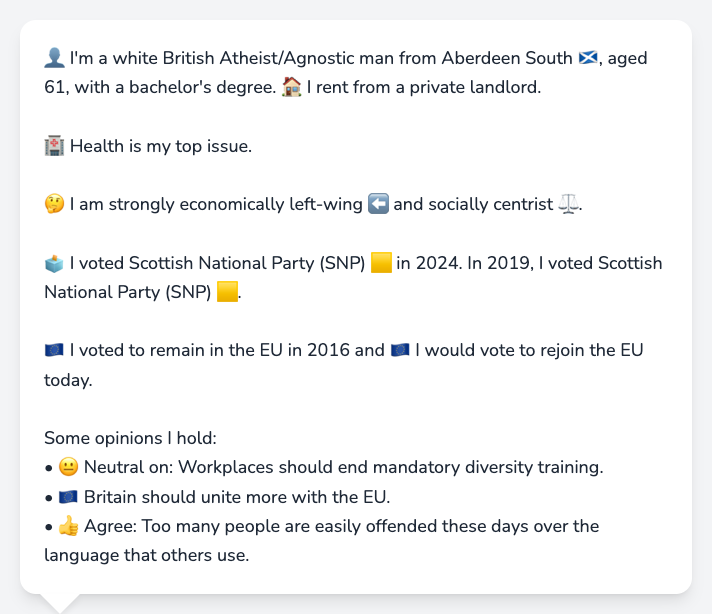 👤 I'm a white British Atheist/Agnostic man from Aberdeen South 🏴󠁧󠁢󠁳󠁣󠁴󠁿, aged
61, with a bachelor's degree. 🏠 I rent from a private landlord.
🏥 Health is my top issue.
🤔 I am strongly economically left-wing ⬅️ and socially centrist ⚖️.
🗳️ I voted Scottish National Party (SNP) 🟨 in 2024. In 2019, I voted Scottish
National Party (SNP) 🟨.
🇪🇺 I voted to remain in the EU in 2016 and 🇪🇺 I would vote to rejoin the EU
today.
Some opinions I hold:
• 😐 Neutral on: Workplaces should end mandatory diversity training.
• 🇪🇺 Britain should unite more with the EU.
• 👍 Agree: Too many people are easily offended these days over the
language that others use.